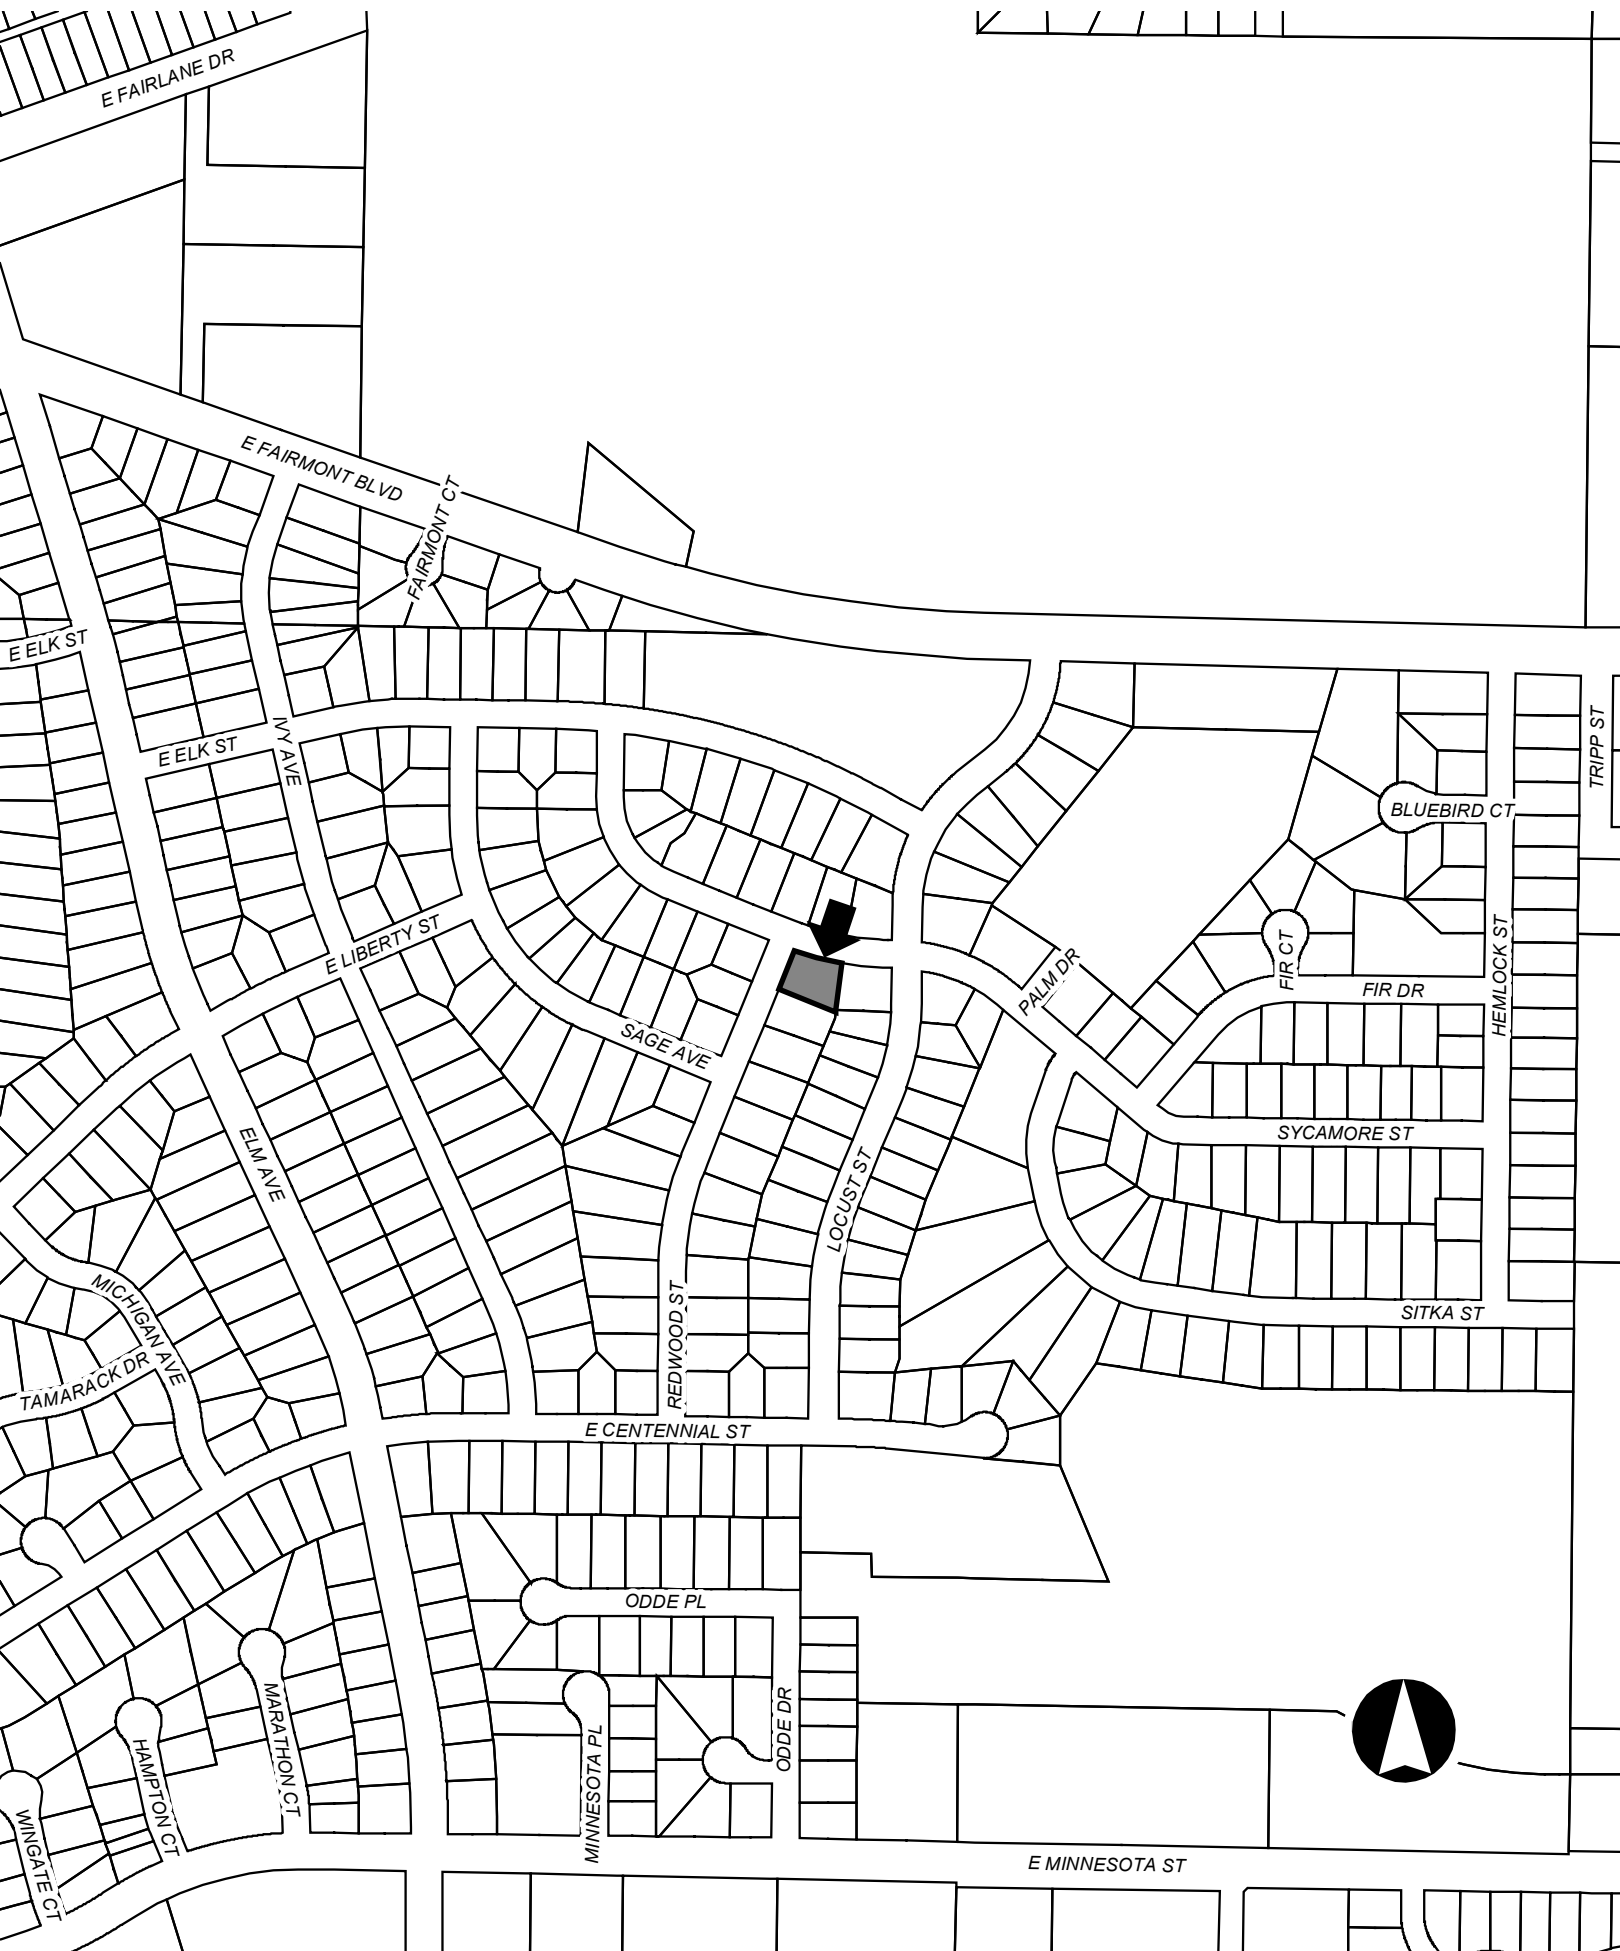 E FAIRLANE DR
E FAIRMONT BLVD
FAIRMONT CT
E ELK ST
E ELK ST
IVY AVE
TRIPP ST
BLUEBIRD CT
E LIBERTY ST
HEMLOCK ST
FIR CT
PALM DR
FIR DR
SAGE AVE
SYCAMORE ST
ELM AVE
LOCUST ST
MICHIGAN AVE
REDWOOD ST
SITKA ST
TAMARACK DR
E CENTENNIAL ST
ODDE PL
ODDE DR
MARATHON CT
HAMPTON CT
MINNESOTA PL
WINGATE CT
E MINNESOTA ST